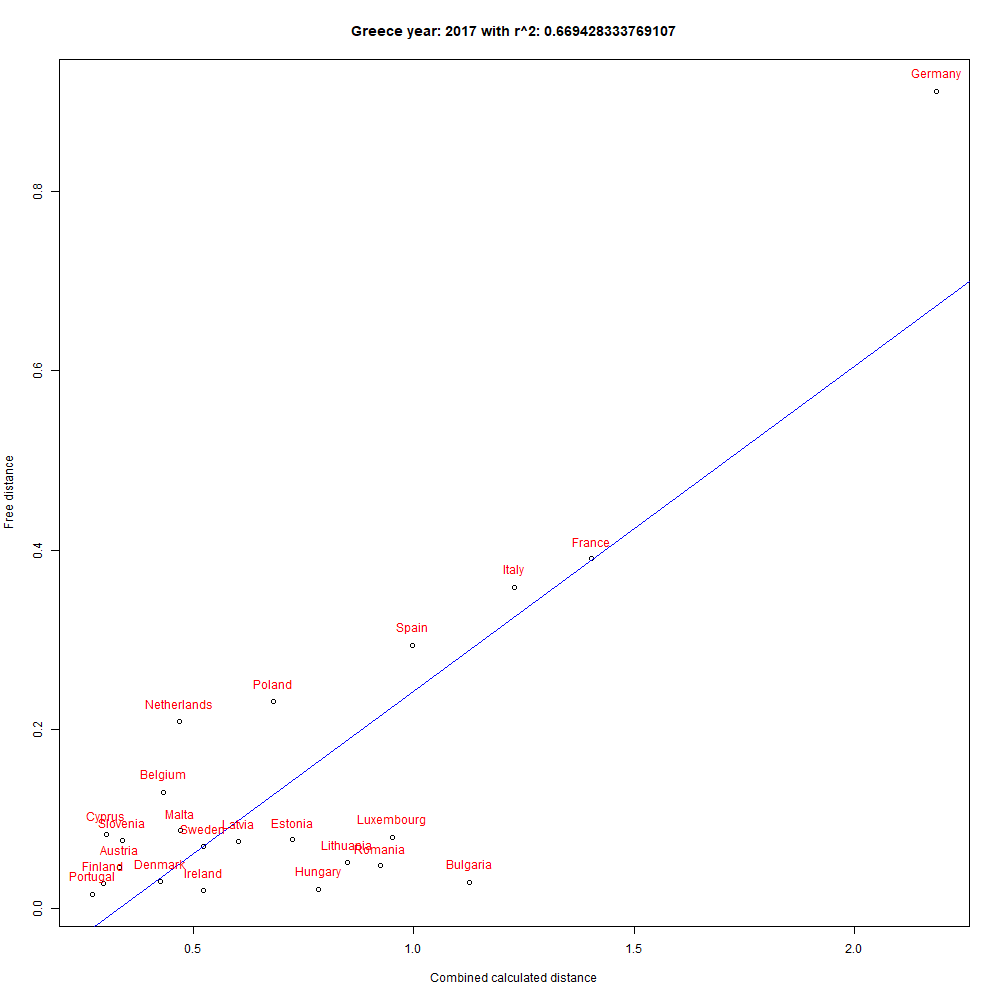 Greece year: 2017 with r^2: 0.669428333769107
Germany
0.8
0.6
Free distance
France
0.4
Italy
Spain
Poland
Netherlands
0.2
Belgium
Cyprus
Slovenia
Malta
Sweden
Latvia
Estonia
Luxembourg
Austria
Lithuania
Romania
Finland
Denmark
Bulgaria
Portugal
Ireland
Hungary
0.0
0.5 1.0 1.5 2.0
Combined calculated distance